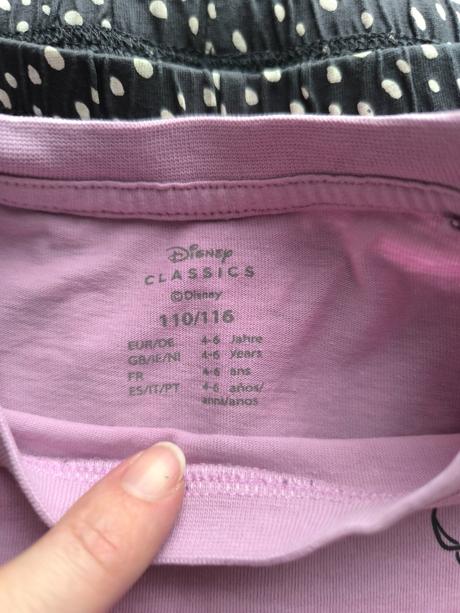 Disney
CLASSICS
©Disney
110/116
EUR/DE 4-6 Jahre
GB/IE/NI 4-6 Years
FR 4-6 ans
ES/IT/PT 4-6 años/
anni/anos